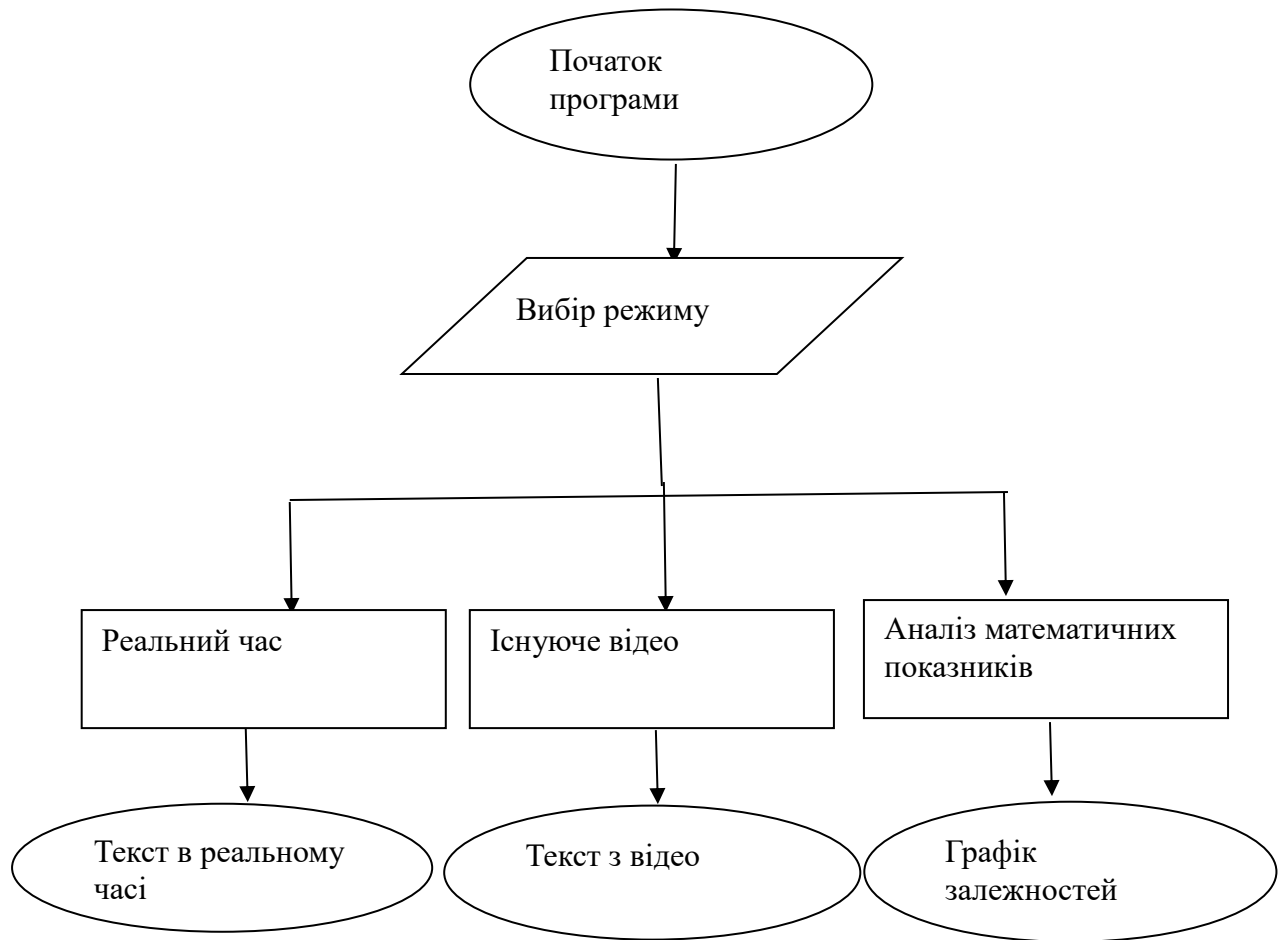 Початок
програми
Вибір режиму
Реальний час
Існуюче відео
Аналіз математичних
показників
Текст в реальному
часі
Текст з відео
Графік
залежностей